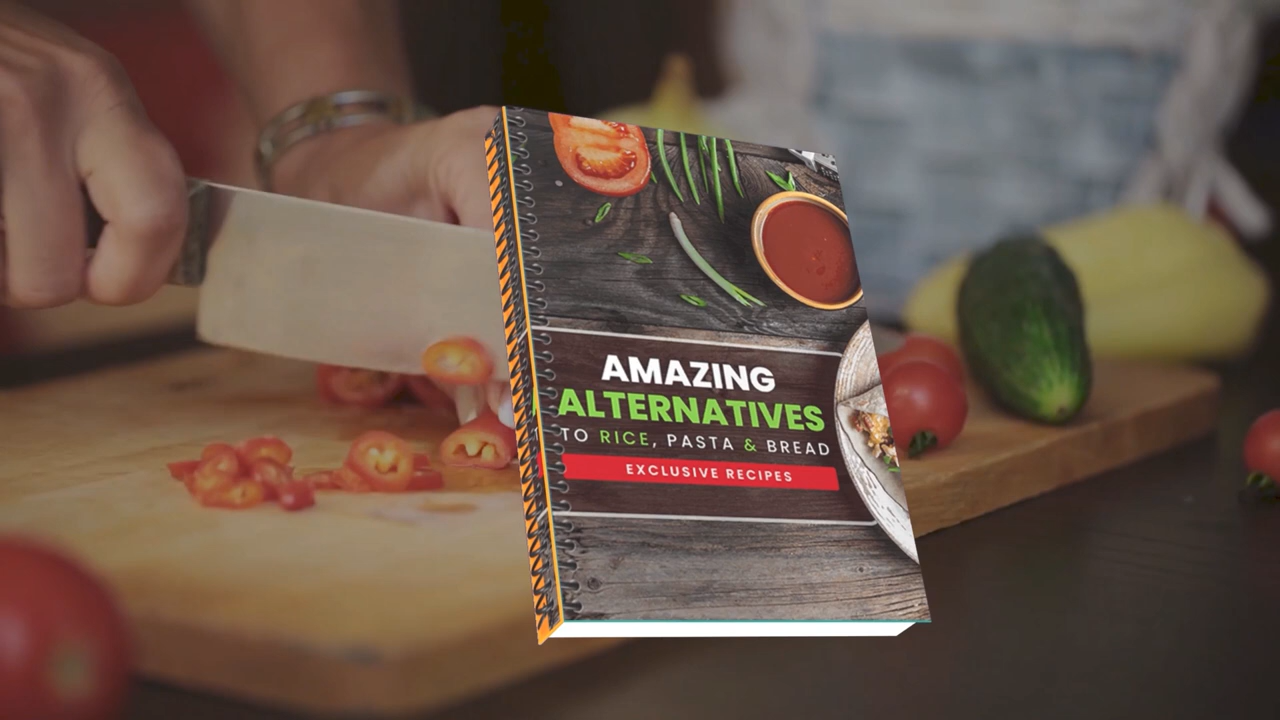 AMAZING
ALTERNATIVES
TO RICE, PASTA & BREAD
EXCLUSIVE RECIPES